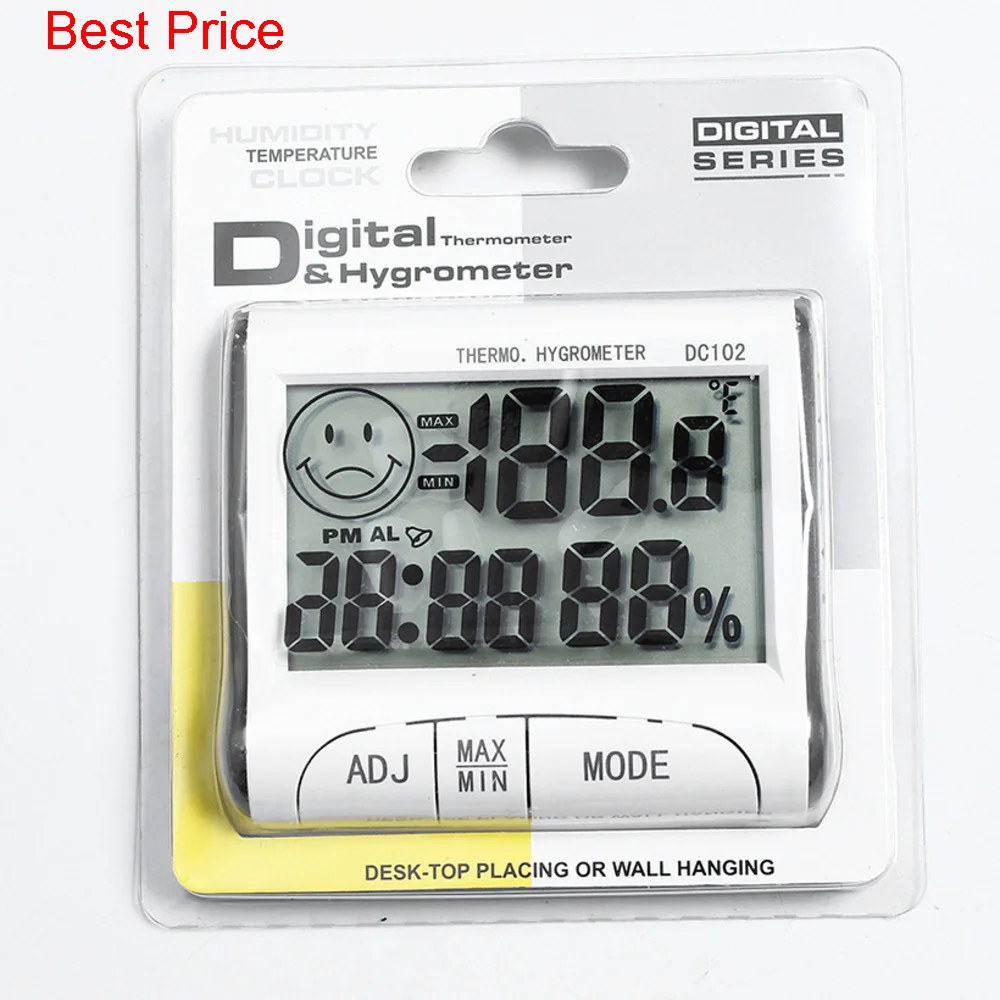 Best Price
HUMIDITY
TEMPERATURE
CLOCK
DIGITAL
SERIES
Digital Thermometer
& Hygrometer
THERMO. HYGROMETER DC102
MAX
-188.8
MIN
PM AL
28:88 88%
ADJ
MAX
MIN
MODE
DESK-TOP PLACING OR WALL HANGING